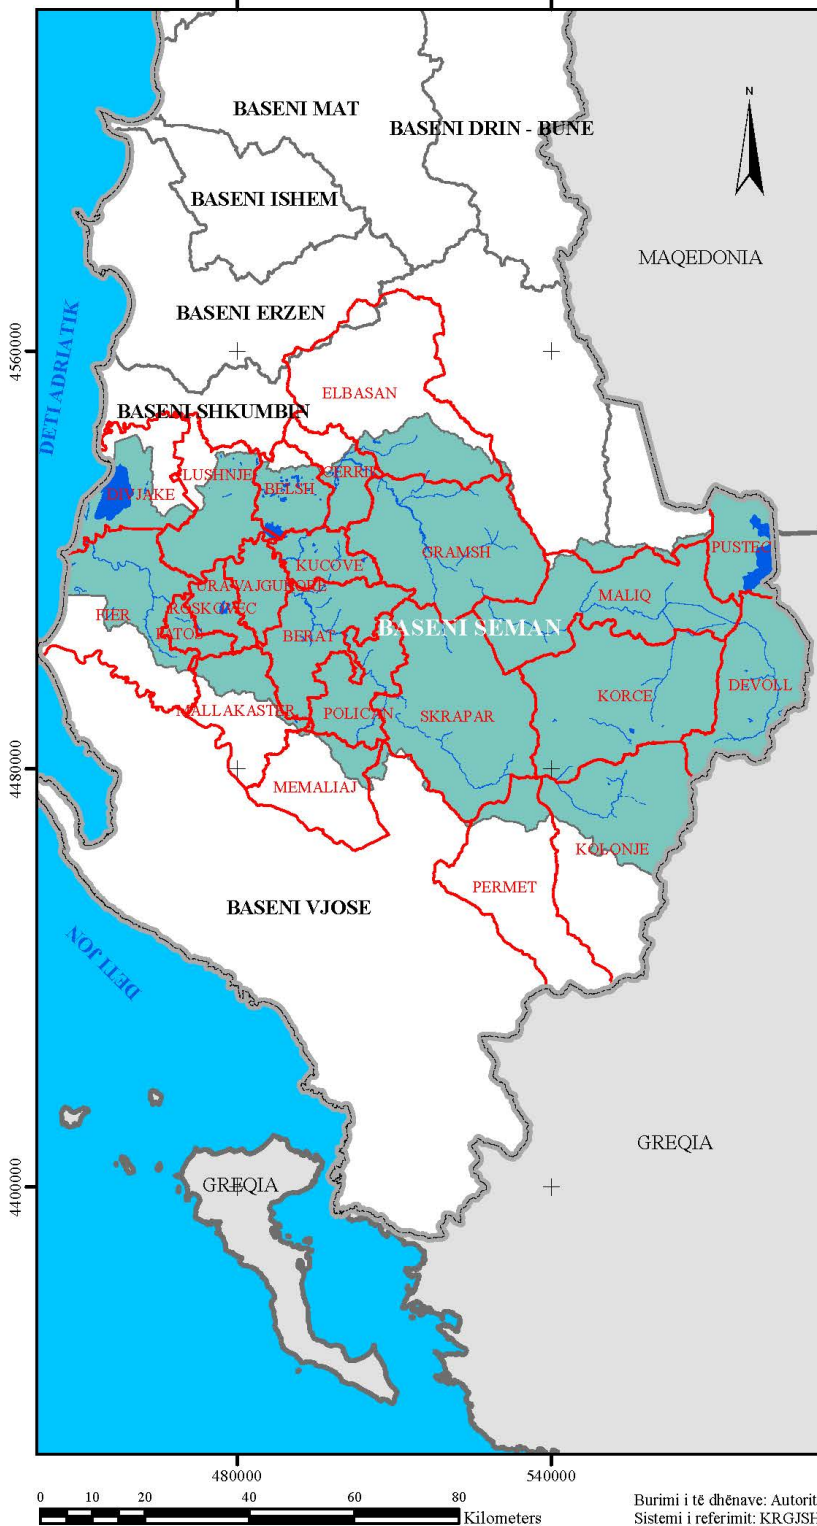 BASENI MAT
BASENI DRIN - BUNE
N
BASENI ISHEM
MAQEDONIA
BASENI ERZEN
DETI ADRIATIK
4560000
ELBASAN
BASENI SHKUMBIN
LUSHNJE
CERRIK
BELSH
DIVJAKE
GRAMSH
PUSTEC
KUCOVE
URA VAJGURORE
MALIQ
ROSKOVEC
FIER
PATOS
BERAT
BASENI SEMAN
DEVOLL
KORCE
MALLAKASTER
POLICAN
SKRAPAR
4480000
MEMALIAJ
KOLONJE
PERMET
BASENI VJOSE
DETI JON
GREQIA
GREQIA
4400000
480000
540000
0 10 20 40 60 80
Kilometers
Burimi i të dhënave: Autorit
Sistemi i referimit: KRGJSH